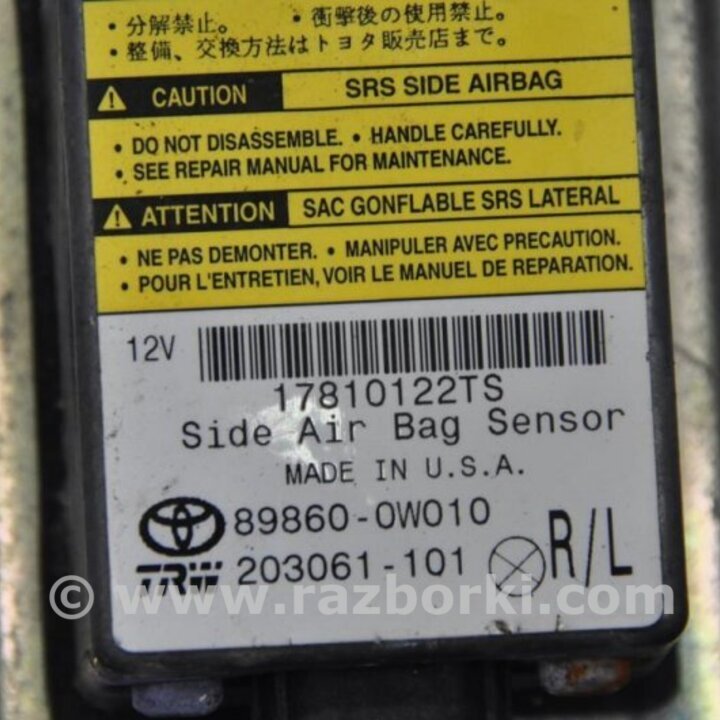 ・分解禁止。 ・衝撃後の使用禁止。
・整備、交換方法はトヨタ販売店まで。
CAUTION SRS SIDE AIRBAG
• DO NOT DISASSEMBLE. • HANDLE CAREFULLY.
• SEE REPAIR MANUAL FOR MAINTENANCE.
ATTENTION SAC GONFLABLE SRS LATERAL
• NE PAS DEMONTER. • MANIPULER AVEC PRECAUTION.
• POUR L'ENTRETIEN, VOIR LE MANUEL DE REPARATION.
12V
17810122TS
Side Air Bag Sensor
MADE IN U.S.A.
89860-0W010
TRW 203061-101 R/L
© www.razborki.com